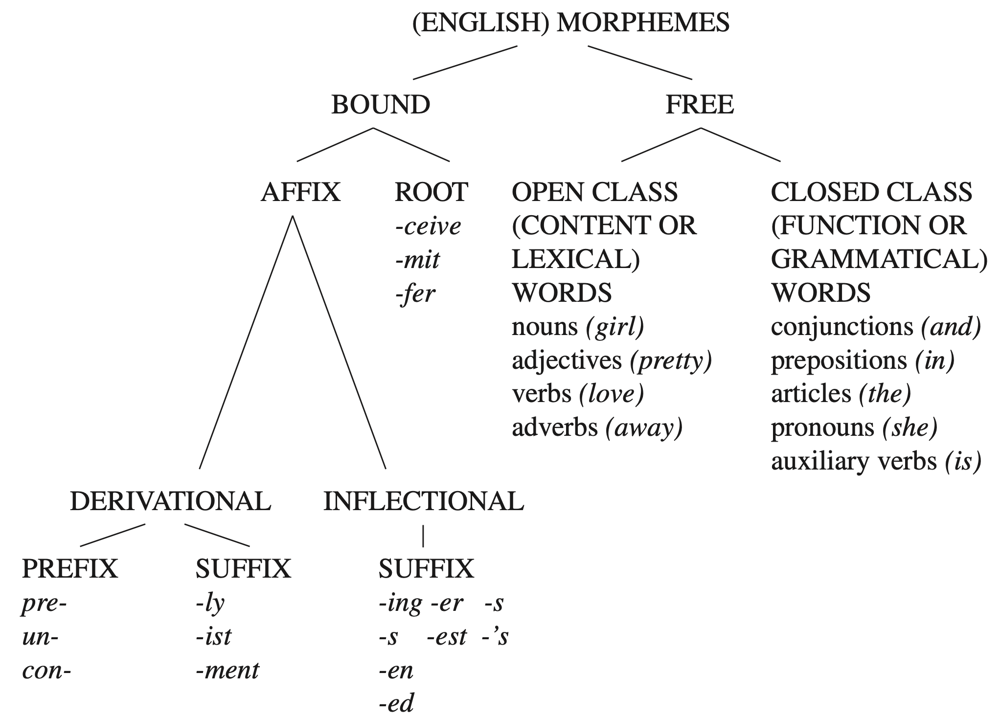 (ENGLISH) MORPHEMES
BOUND
FREE
AFFIX
ROOT
-ceive
-mit
-fer
OPEN CLASS
(CONTENT OR
LEXICAL)
WORDS
nouns (girl)
adjectives (pretty)
verbs (love)
adverbs (away)
CLOSED CLASS
(FUNCTION OR
GRAMMATICAL)
WORDS
conjunctions (and)
prepositions (in)
articles (the)
pronouns (she)
auxiliary verbs (is)
DERIVATIONAL
INFLECTIONAL
PREFIX
pre-
un-
con-
SUFFIX
-ly
-ist
-ment
SUFFIX
-ing -er -s
-s -est -’s
-en
-ed